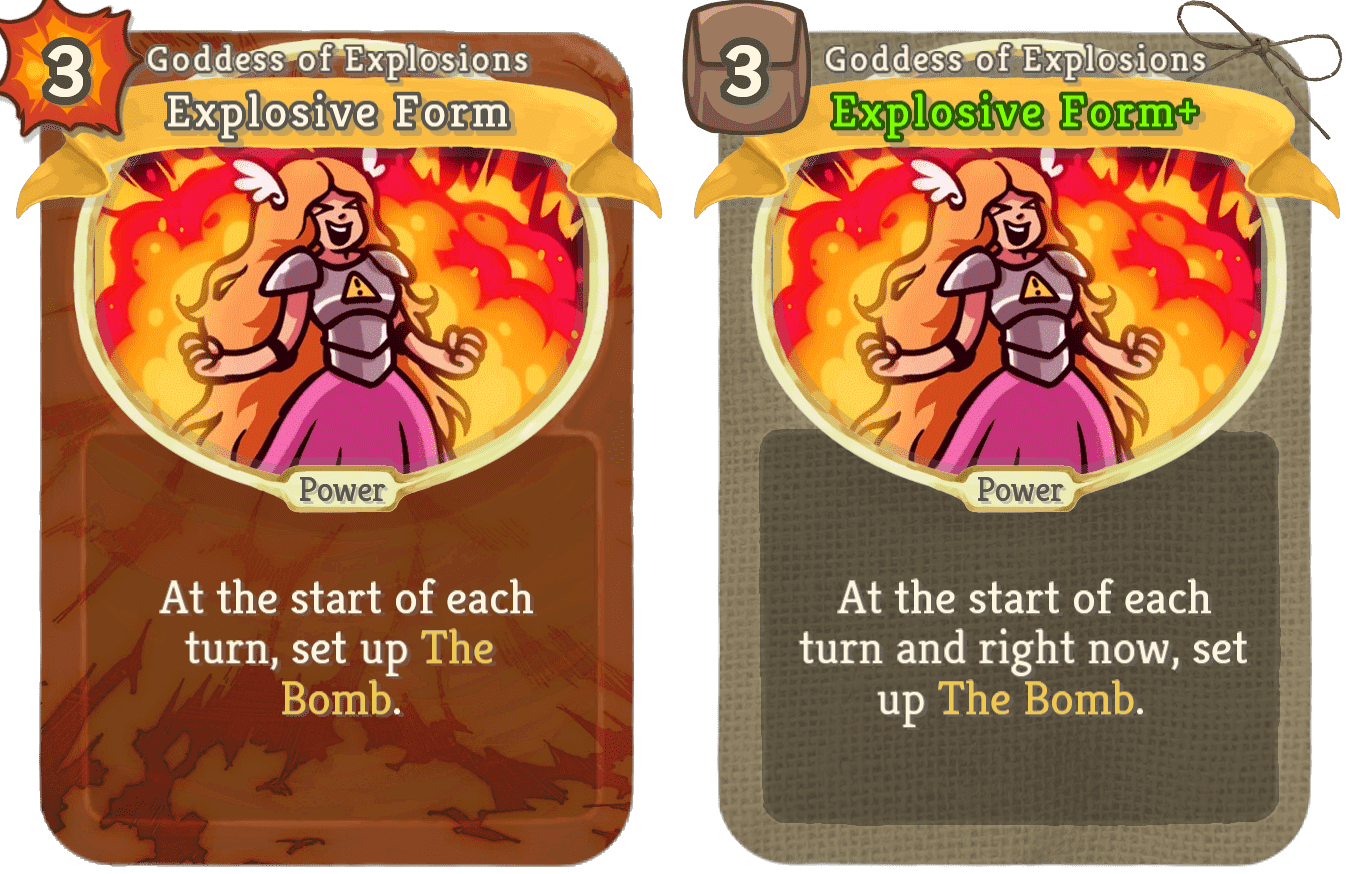 3
Goddess of Explosions
Explosive Form
Power
At the start of each
turn, set up The
Bomb.
3
Goddess of Explosions
Explosive Form+
Power
At the start of each
turn and right now, set
up The Bomb.